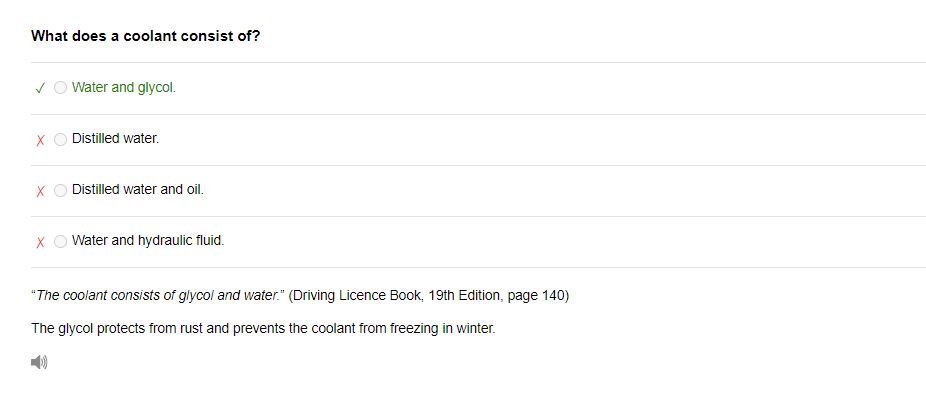 What does a coolant consist of?
✓ Water and glycol.
X Distilled water.
X Distilled water and oil.
X Water and hydraulic fluid.
“The coolant consists of glycol and water.” (Driving Licence Book, 19th Edition, page 140)
The glycol protects from rust and prevents the coolant from freezing in winter.